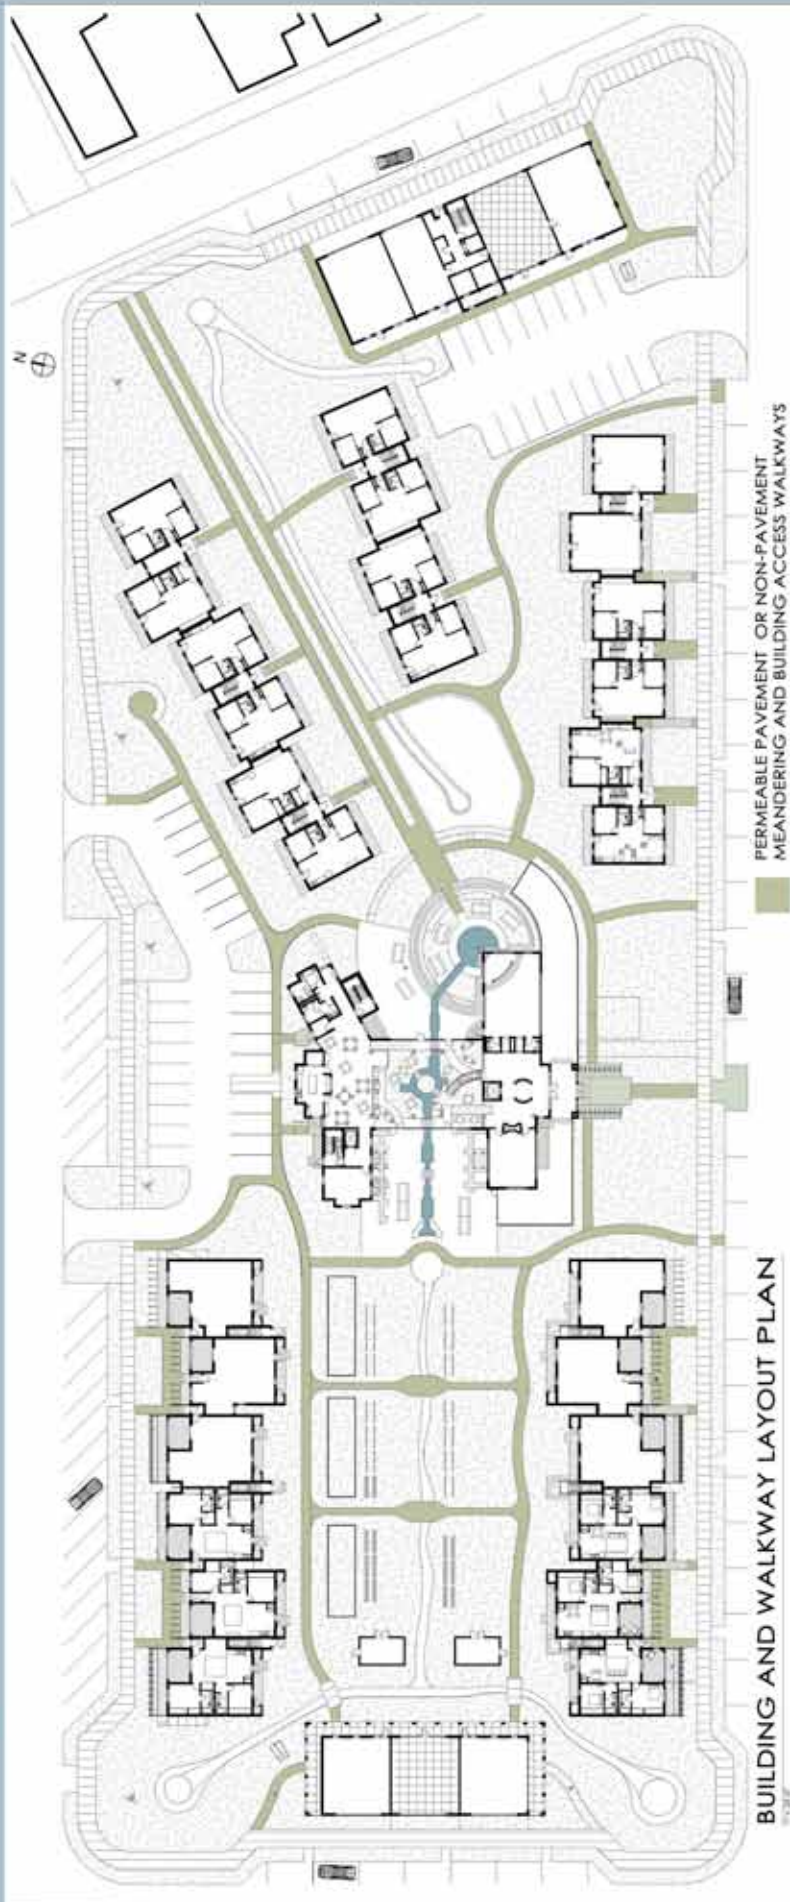 N
PERMEABLE PAVEMENT OR NON-PAVEMENT
MEANDERING AND BUILDING ACCESS WALKWAYS
BUILDING AND WALKWAY LAYOUT PLAN